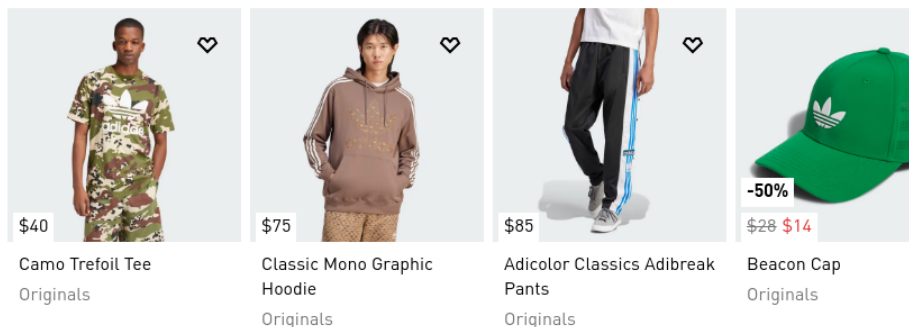 adidas
$40
Camo Trefoil Tee
Originals
$75
Classic Mono Graphic
Hoodie
Originals
$85
Adicolor Classics Adibreak
Pants
Originals
-50%
$28 $14
Beacon Cap
Originals